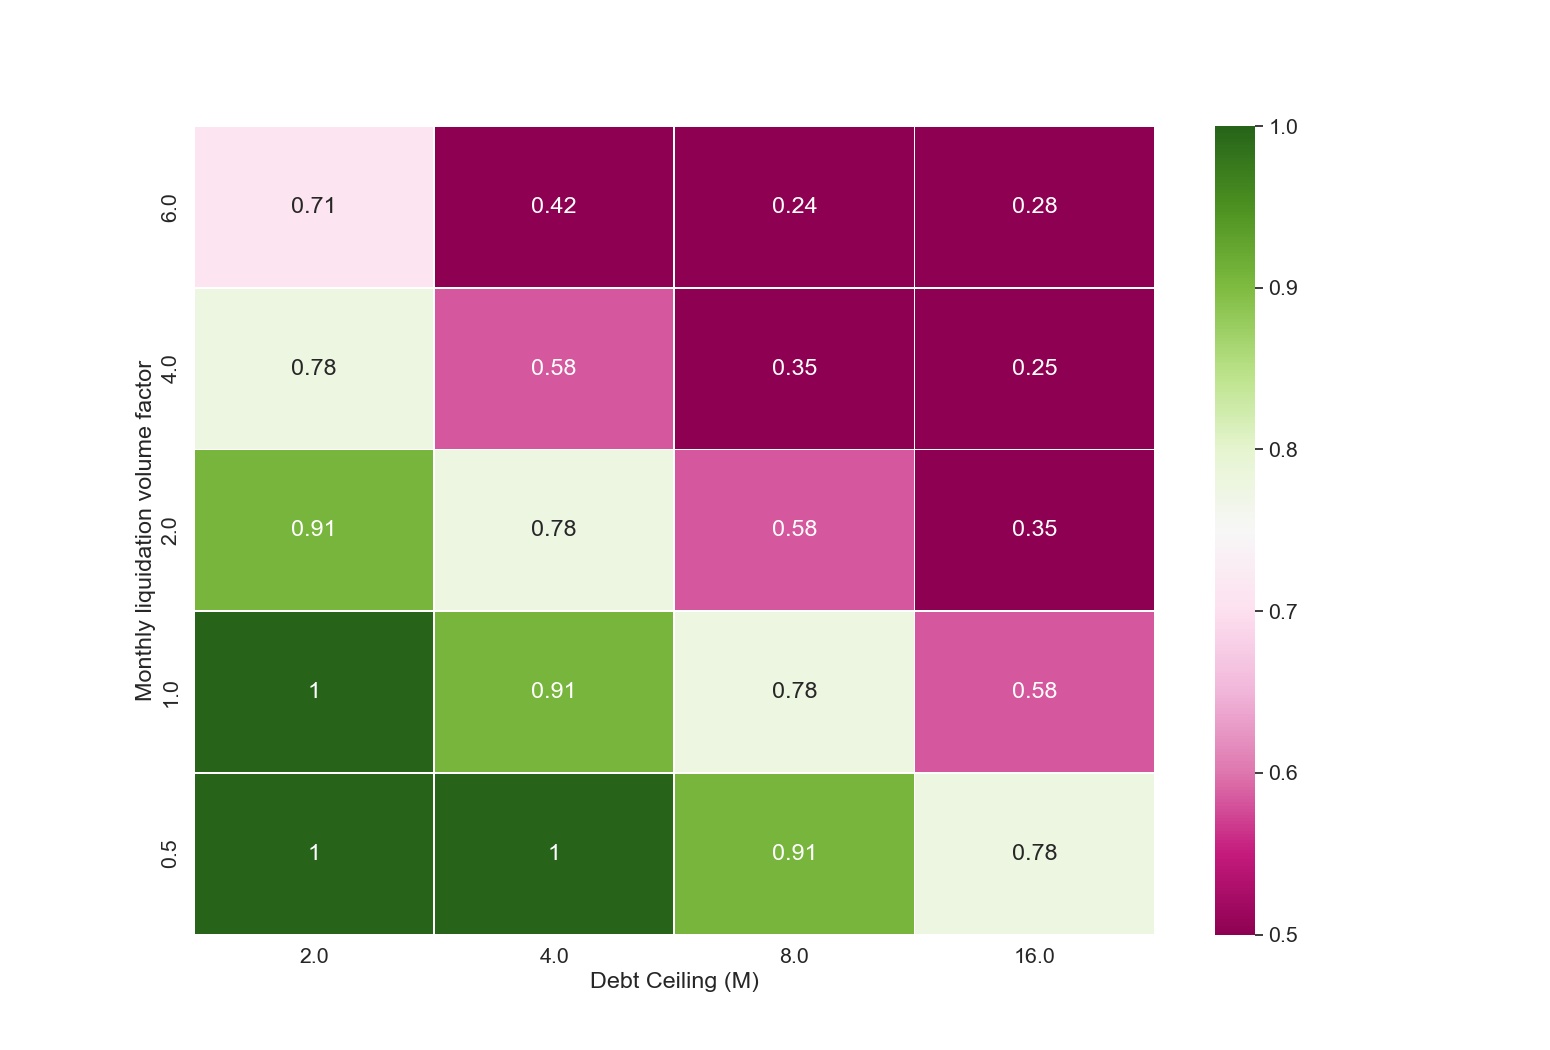 1.0
6.0 0.71 0.42 0.24 0.28
0.9
4.0 0.78 0.58 0.35 0.25
0.8
Monthly liquidation volume factor
2.0 0.91 0.78 0.58 0.35
0.7
1.0 1 0.91 0.78 0.58
0.6
0.5 1 1 0.91 0.78
0.5
2.0 4.0 8.0 16.0
Debt Ceiling (M)